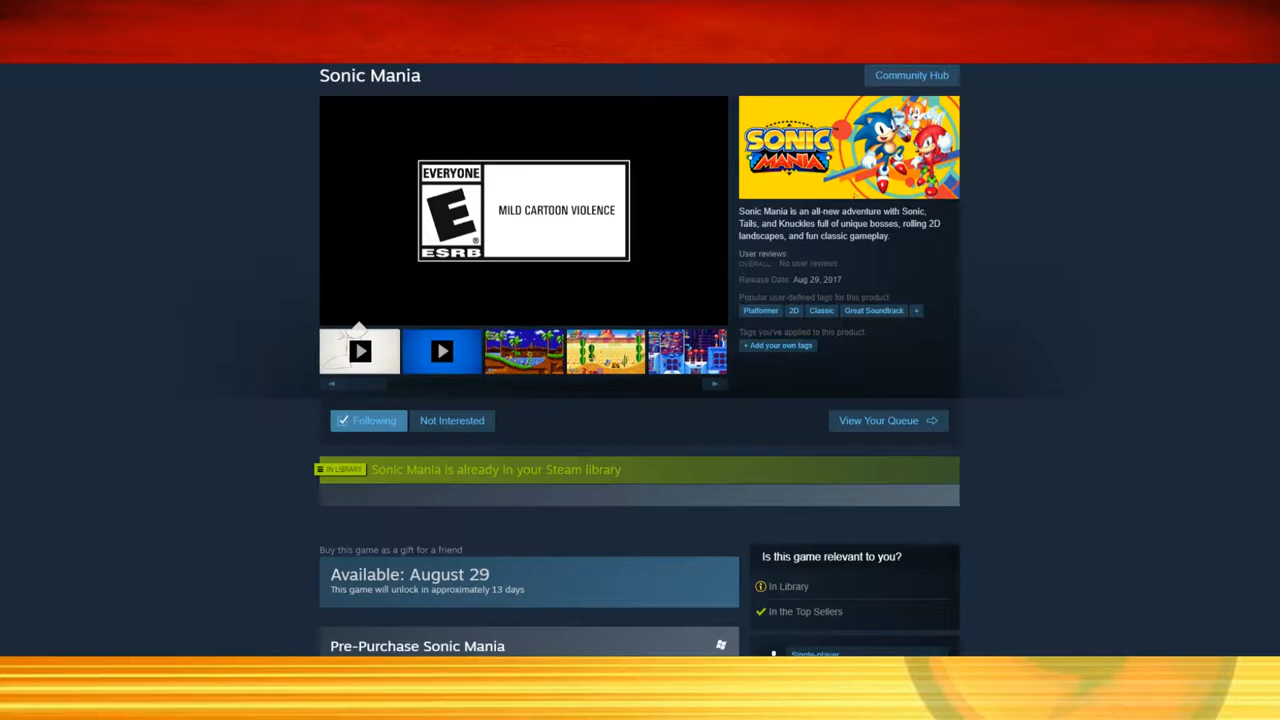 Sonic Mania
Community Hub
EVERYONE
E
®
ESRB
MILD CARTOON VIOLENCE
SONIC
MANIA
Sonic Mania is an all-new adventure with Sonic,
Tails, and Knuckles full of unique bosses, rolling 2D
landscapes, and fun classic gameplay.
User reviews:
OVERALL: No user reviews
Release Date: Aug 29, 2017
Popular user-defined tags for this product:
Platformer 2D Classic Great Soundtrack +
Tags you've applied to this product:
+ Add your own tags
Following
Not Interested
View Your Queue
IN LIBRARY
Sonic Mania is already in your Steam library
Buy this game as a gift for a friend
Available: August 29
This game will unlock in approximately 13 days
Is this game relevant to you?
In Library
In the Top Sellers
Pre-Purchase Sonic Mania
Single-player